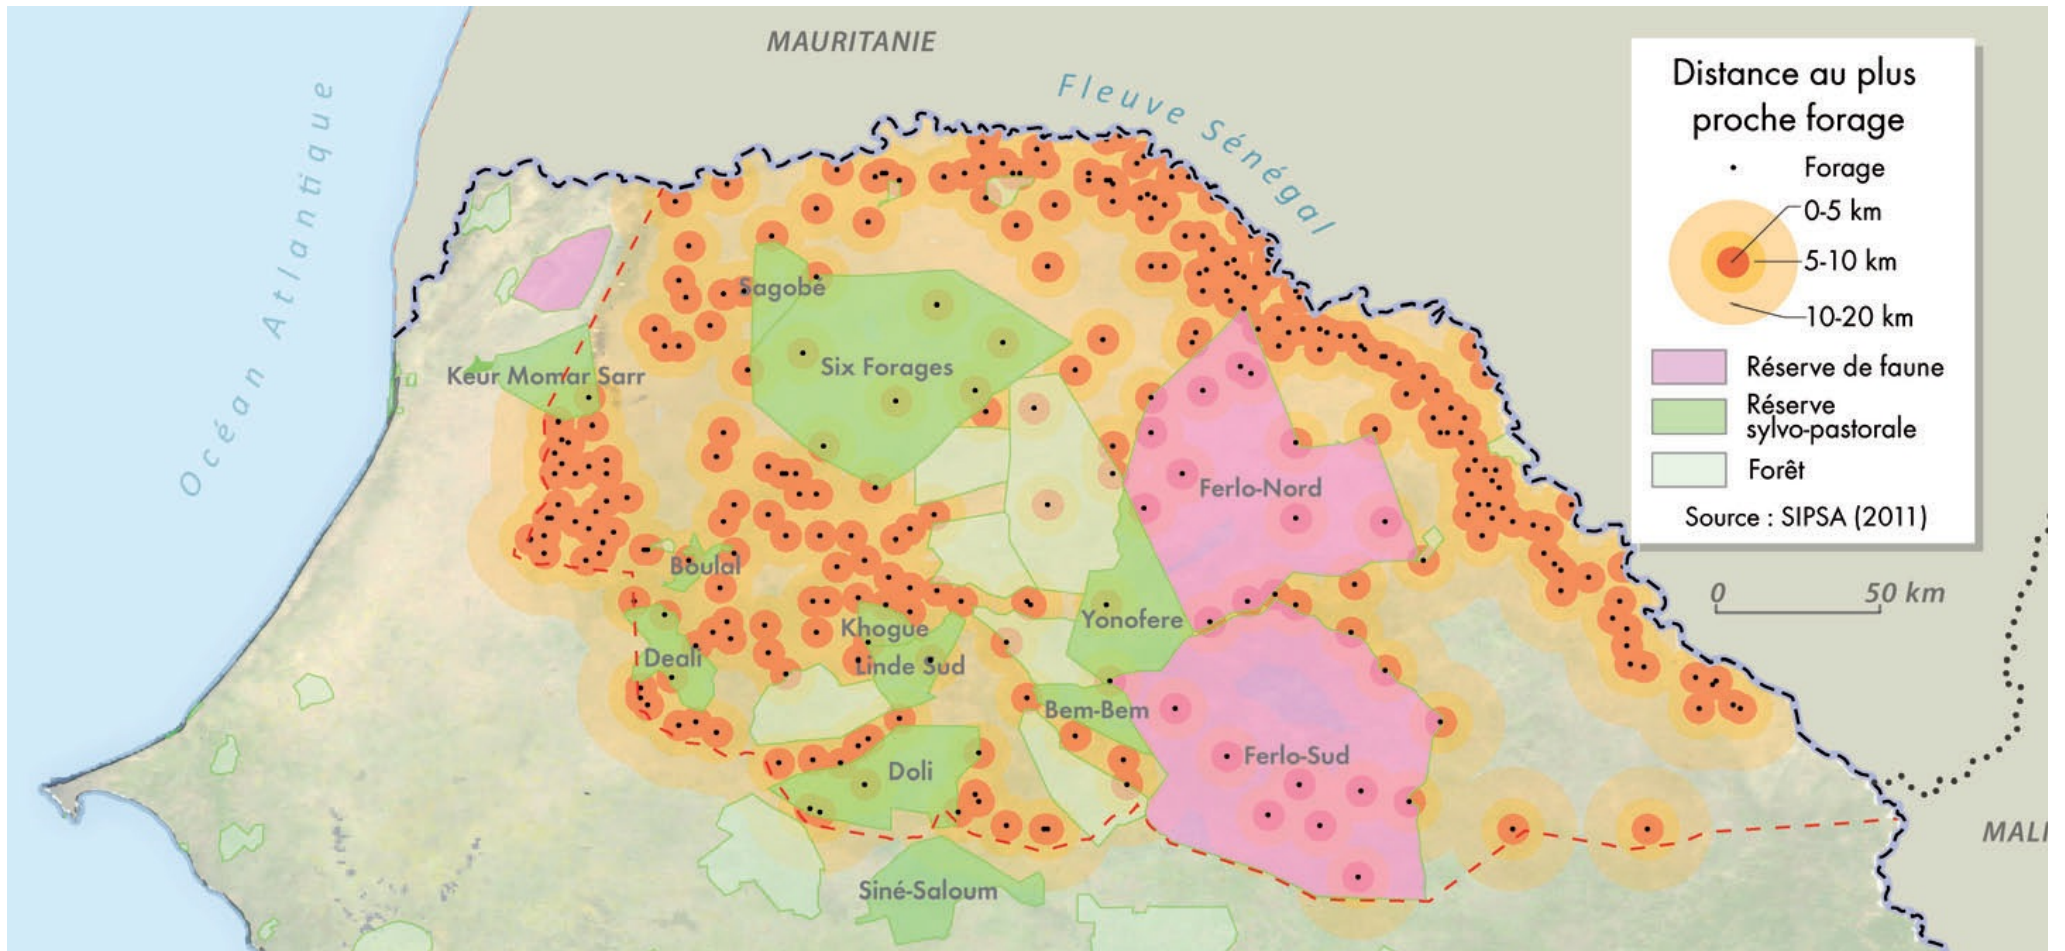 MAURITANIE
Fleuve Sénégal
Océan Atlantique
Distance au plus
proche forage
Forage
0-5 km
5-10 km
10-20 km
Réserve de faune
Réserve
sylvo-pastorale
Forêt
Source : SIPSA (2011)
Sagobé
Six Forages
Keur Momar Sarr
Ferlo-Nord
Boulal
0 50 km
Khogue
Yonofere
Deali
Linde Sud
Bem-Bem
Ferlo-Sud
Doli
MALI
Siné-Saloum